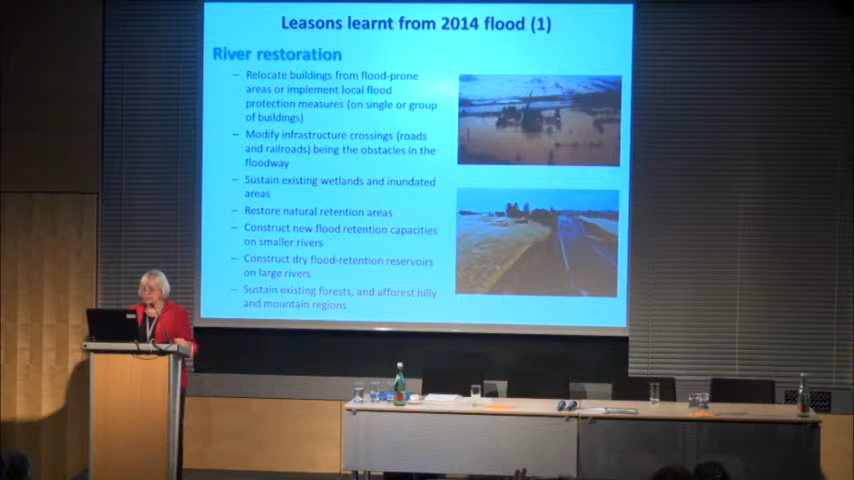 Leasons learnt from 2014 flood (1)
River restoration
– Relocate buildings from flood-prone
areas or implement local flood
protection measures (on single or group
of buildings)
– Modify infrastructure crossings (roads
and railroads) being the obstacles in the
floodway
– Sustain existing wetlands and inundated
areas
– Restore natural retention areas
– Construct new flood retention capacities
on smaller rivers
– Construct dry flood-retention reservoirs
on large rivers
– Sustain existing forests, and afforest hilly
and mountain regions